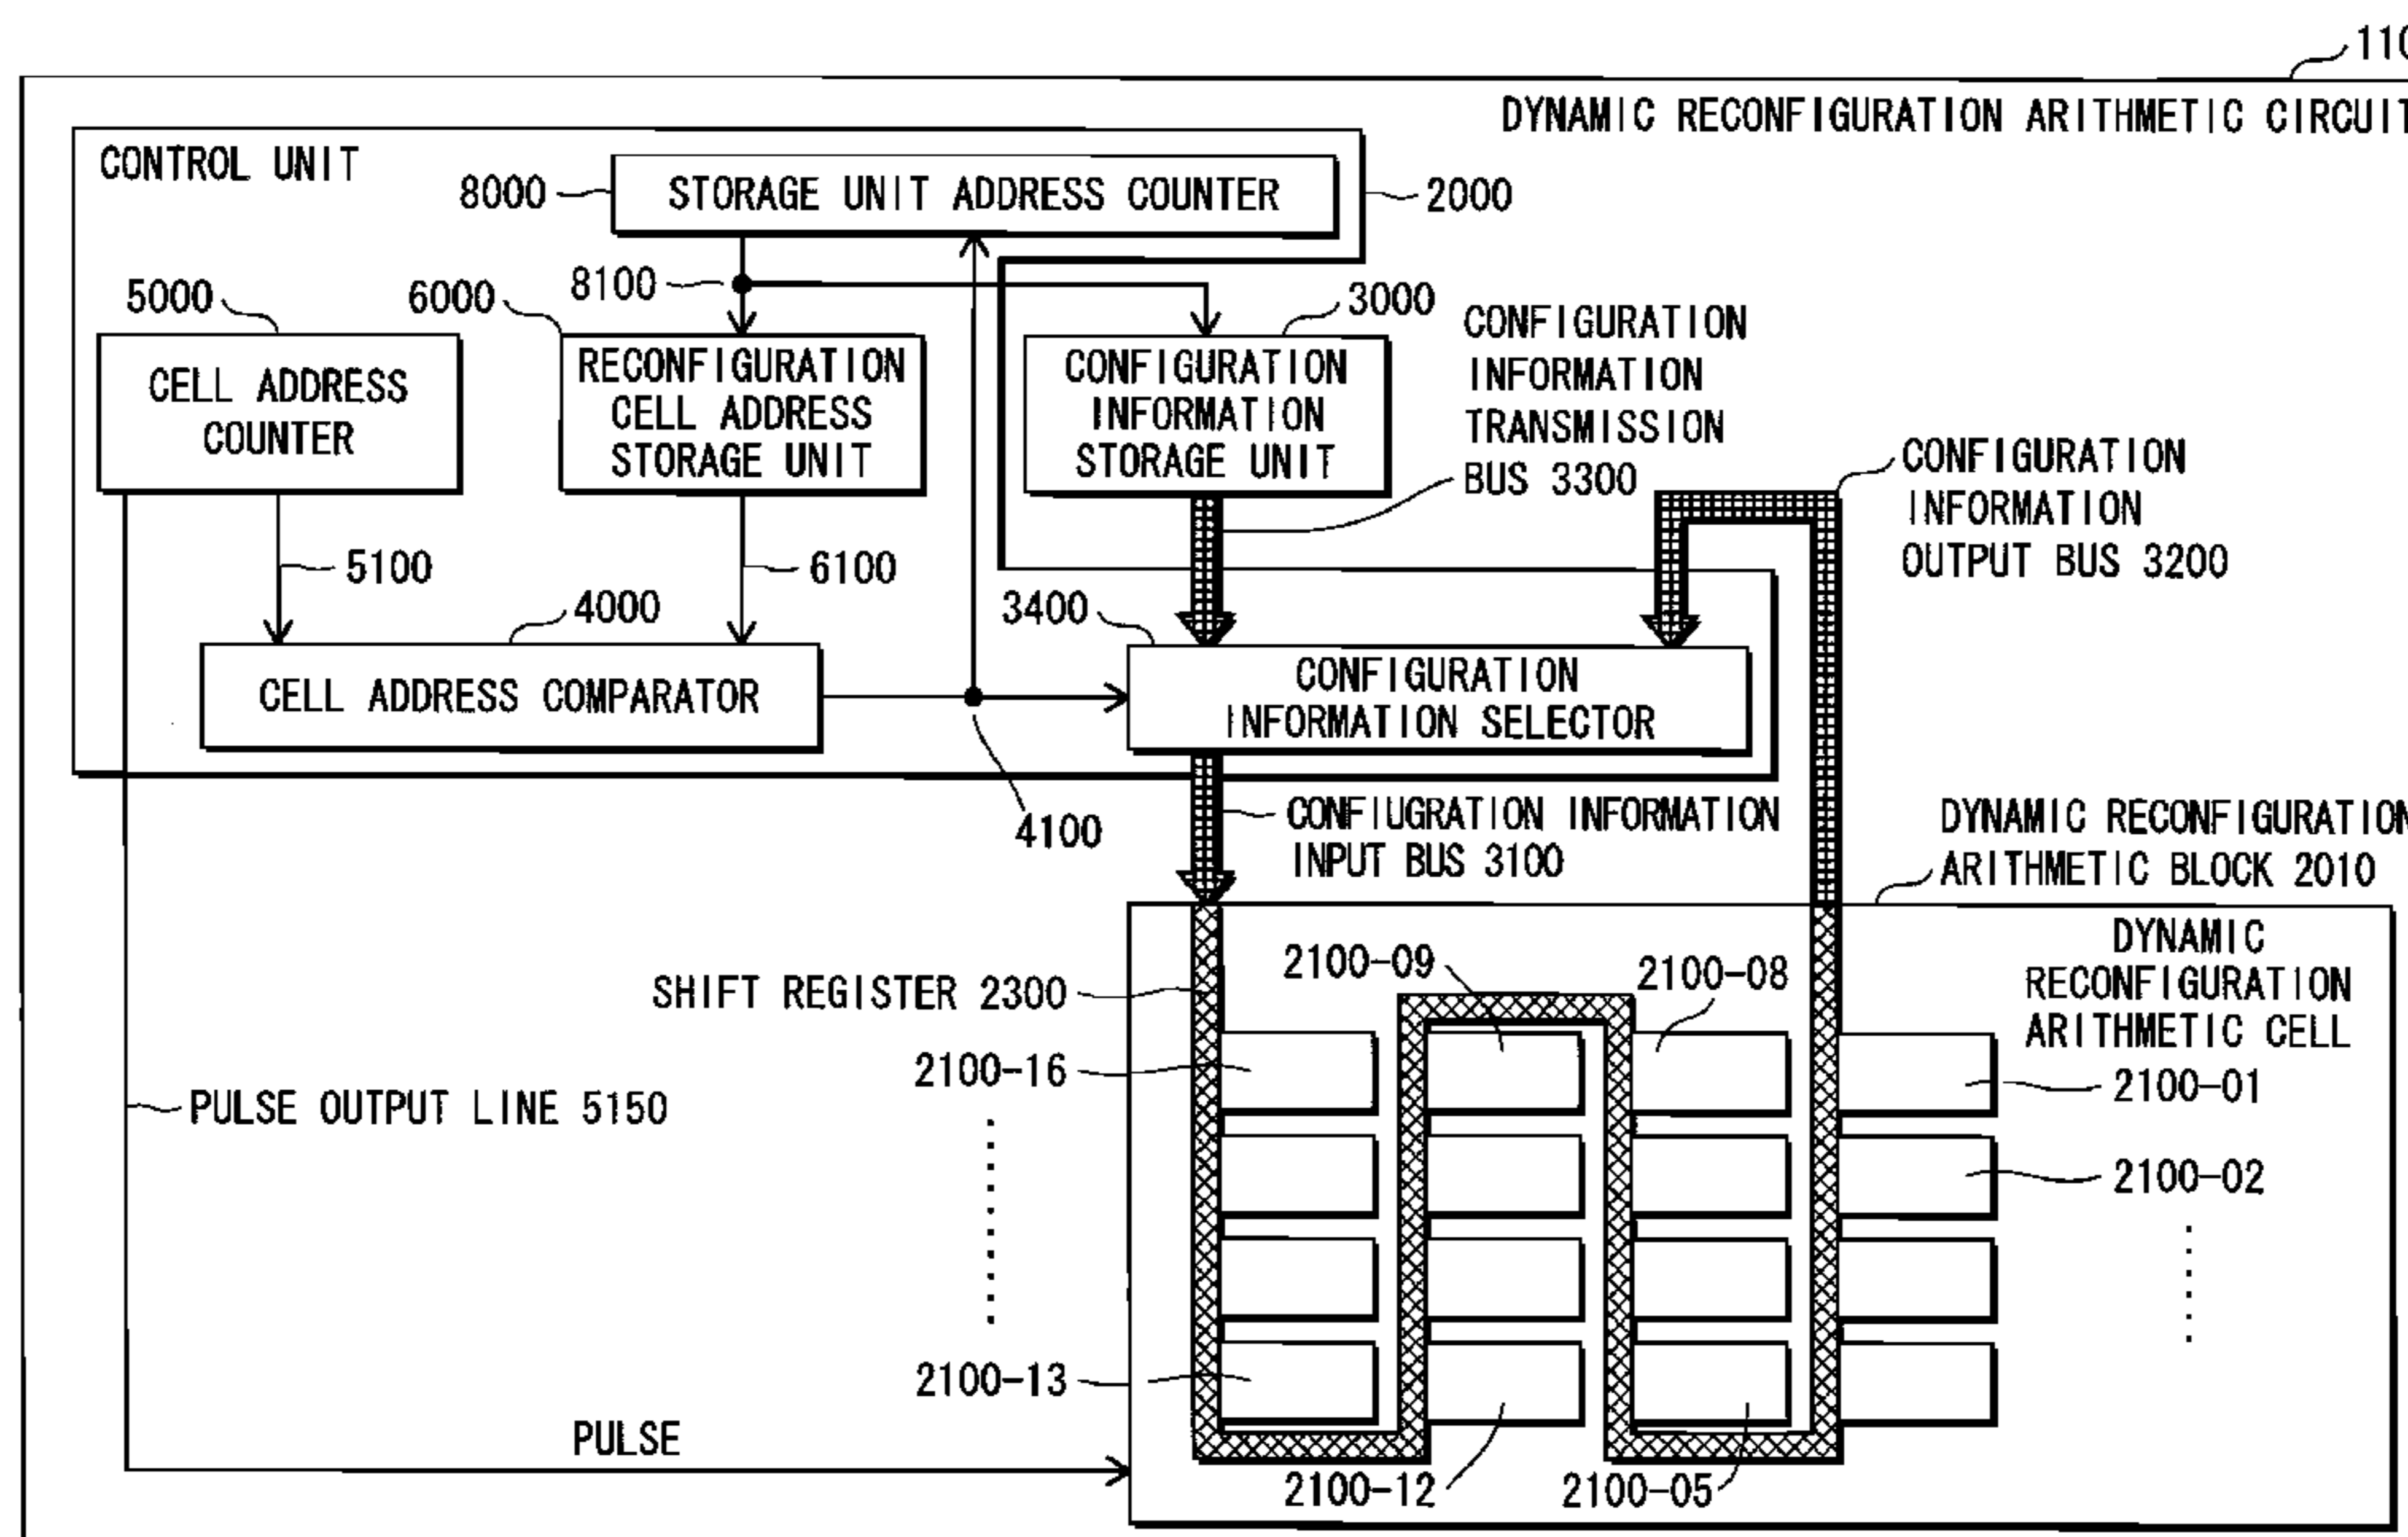 110
DYNAMIC RECONFIGURATION ARITHMETIC CIRCUIT
CONTROL UNIT
8000
STORAGE UNIT ADDRESS COUNTER
2000
8100
5000
6000
3000
CELL ADDRESS
COUNTER
RECONFIGURATION
CELL ADDRESS
STORAGE UNIT
CONFIGURATION
INFORMATION
STORAGE UNIT
CONFIGURATION
INFORMATION
TRANSMISSION
BUS 3300
CONFIGURATION
INFORMATION
OUTPUT BUS 3200
5100
6100
4000
3400
CELL ADDRESS COMPARATOR
CONFIGURATION
INFORMATION SELECTOR
4100
CONFIUGRATION INFORMATION
INPUT BUS 3100
DYNAMIC RECONFIGURATION
ARITHMETIC BLOCK 2010
DYNAMIC
RECONFIGURATION
ARITHMETIC CELL
SHIFT REGISTER 2300
2100-09
2100-08
2100-16
2100-01
PULSE OUTPUT LINE 5150
2100-02
2100-13
PULSE
2100-12
2100-05